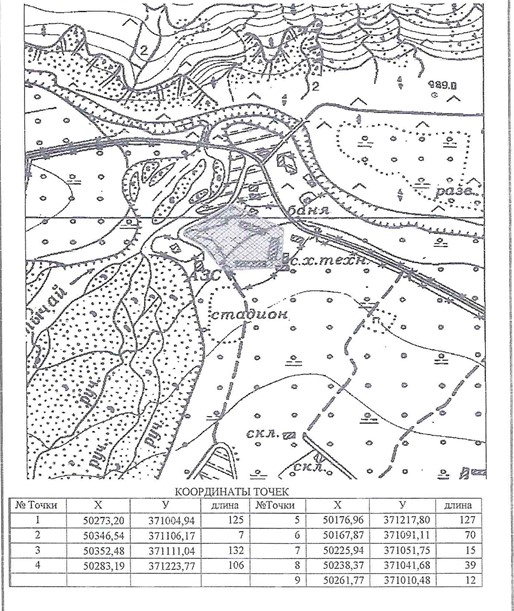 2
2
989.0
разв.
баня
с.х.техн.
АЗС
стадион
руч.
руч.
руч.
скл.
скл.
КООРДИНАТЫ ТОЧЕК
№ Точки Х У длина №Точки Х У длина
1 50273,20 371004,94 125 5 50176,96 371217,80 127
2 50346,54 371106,17 7 6 50167,87 371091,11 70
3 50352,48 371111,04 132 7 50225,94 371051,75 15
4 50283,19 371223,77 106 8 50238,37 371041,68 39
9 50261,77 371010,48 12